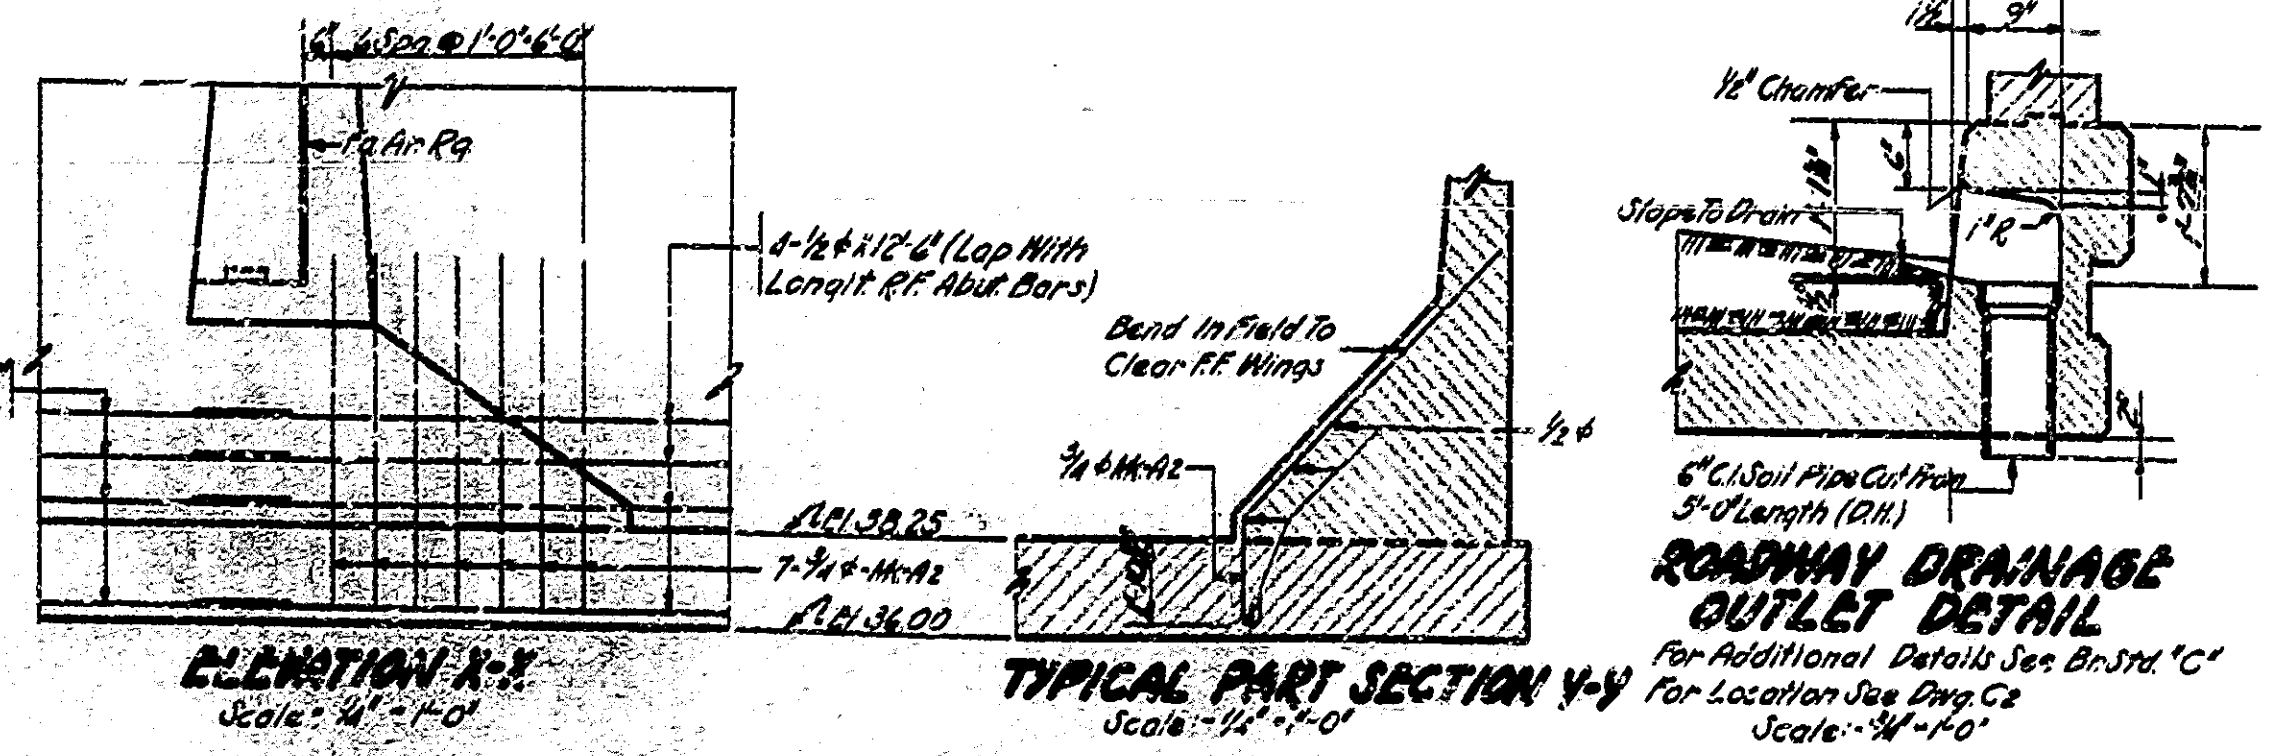 6" 6 Spa @ 1'-0"=6'-0"
4-1/2 ϕ x 12'-6" (Lap With
Longit. R.F. Abut. Bars)
El. 38.25
7-3/4 ϕ-Mk-A2
El 36.00
ELEVATION X-X
Scale:- 1/4" = 1'-0"
Bend In Field To
Clear F.F. Wings
1/2 ϕ
3/4 ϕ Mk-A2
TYPICAL PART SECTION Y-Y
Scale:- 1/4" = 1'-0"
1 1/2 9"
1/2" Chamfer
6"
Slope To Drain
1"R
6" C.I. Soil Pipe Cut From
5'-0" Length (D.H.)
ROADWAY DRAINAGE
OUTLET DETAIL
For Additional Details See Br. Std. "C"
For Location See Dwg. C2
Scale:- 3/4" = 1'-0"